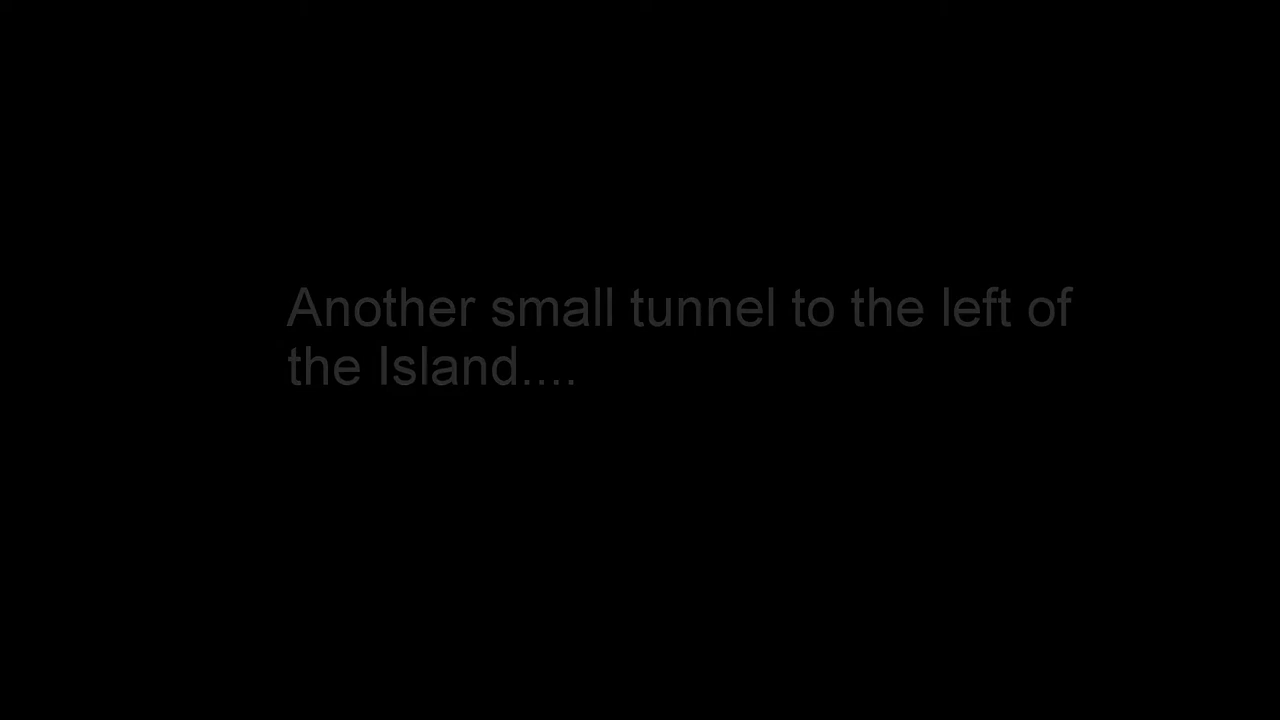 Another small tunnel to the left of
the Island....